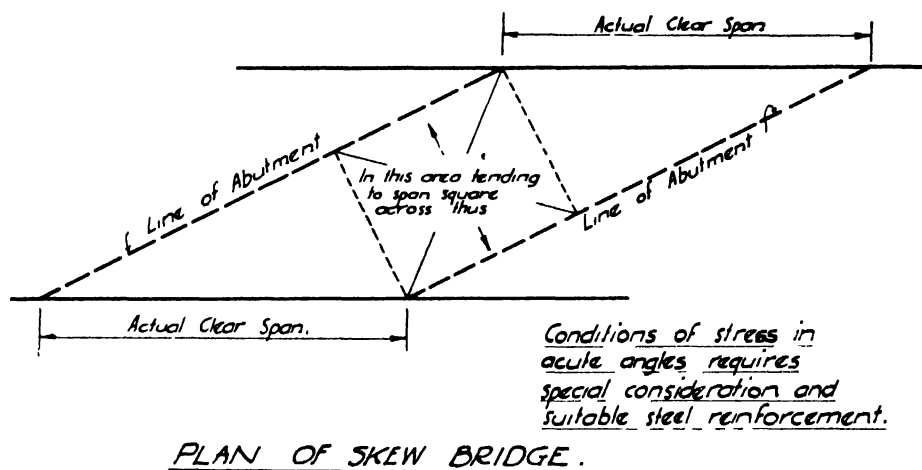 Actual Clear Span
Line of Abutment
In this area tending
to span square
across thus
Line of Abutment
Actual Clear Span.
Conditions of stress in
acute angles requires
special consideration and
suitable steel reinforcement.
PLAN OF SKEW BRIDGE.